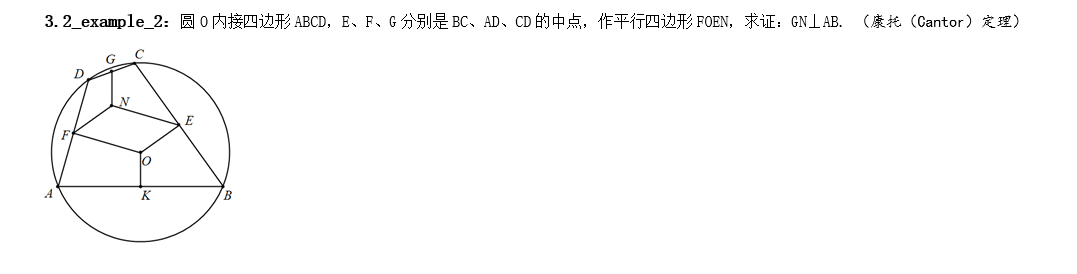 3.2_example_2：圆 O 内接四边形 ABCD，E、F、G 分别是 BC、AD、CD 的中点，作平行四边形 FOEN，求证：GN⊥AB. （康托（Cantor）定理）
G C
D
N
E
F
O
A K B